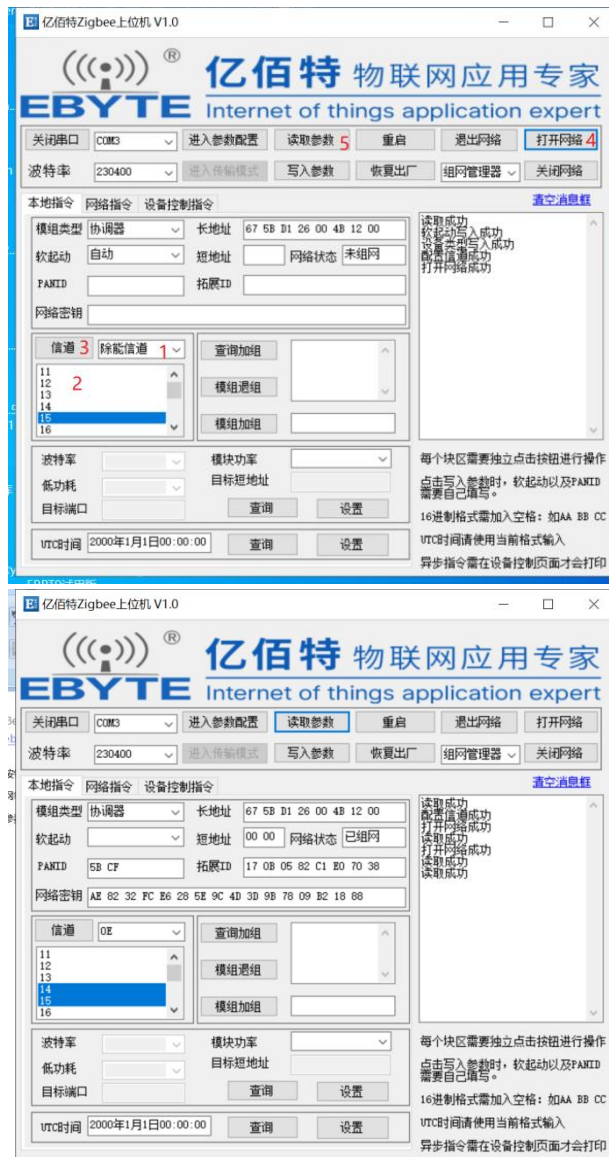 亿佰特Zigbee上位机 V1.0
®
EBYTE
亿佰特 物联网应用专家
Internet of things application expert
关闭串口 COM3 进入参数配置 读取参数 5 重启 退出网络 打开网络 4
波特率 230400 进入传输模式 写入参数 恢复出厂 组网管理器 关闭网络
本地指令 网络指令 设备控制指令 清空消息框
模组类型 协调器 长地址 67 5B D1 26 00 4B 12 00
软起动 自动 短地址 网络状态 未组网
PANID 拓展ID
网络密钥
读取成功
软起动写入成功
设备类型写入成功
配置信道成功
打开网络成功
信道 3 除能信道 1 查询加组
11
12 2
13
14
15
16
模组退组
模组加组
波特率 模块功率
低功耗 目标短地址
目标端口 查询 设置
UTC时间 2000年1月1日00:00:00 查询 设置
每个块区需要独立点击按钮进行操作
点击写入参数时，软起动以及PANID
需要自己填写。
16进制格式需加入空格：如AA BB CC
UTC时间请使用当前格式输入
异步指令需在设备控制页面才会打印
亿佰特Zigbee上位机 V1.0
®
EBYTE
亿佰特 物联网应用专家
Internet of things application expert
关闭串口 COM3 进入参数配置 读取参数 重启 退出网络 打开网络
波特率 230400 进入传输模式 写入参数 恢复出厂 组网管理器 关闭网络
本地指令 网络指令 设备控制指令 清空消息框
模组类型 协调器 长地址 67 5B D1 26 00 4B 12 00
软起动 短地址 00 00 网络状态 已组网
PANID 5B CF 拓展ID 17 0B 05 82 C1 E0 70 38
网络密钥 AE 82 32 FC E6 28 5E 9C 4D 3D 9B 78 09 B2 18 88
读取成功
配置信道成功
打开网络成功
读取成功
打开网络成功
读取成功
读取成功
信道 0E 查询加组
11
12
13
14
15
16
模组退组
模组加组
波特率 模块功率
低功耗 目标短地址
目标端口 查询 设置
UTC时间 2000年1月1日00:00:00 查询 设置
每个块区需要独立点击按钮进行操作
点击写入参数时，软起动以及PANID
需要自己填写。
16进制格式需加入空格：如AA BB CC
UTC时间请使用当前格式输入
异步指令需在设备控制页面才会打印